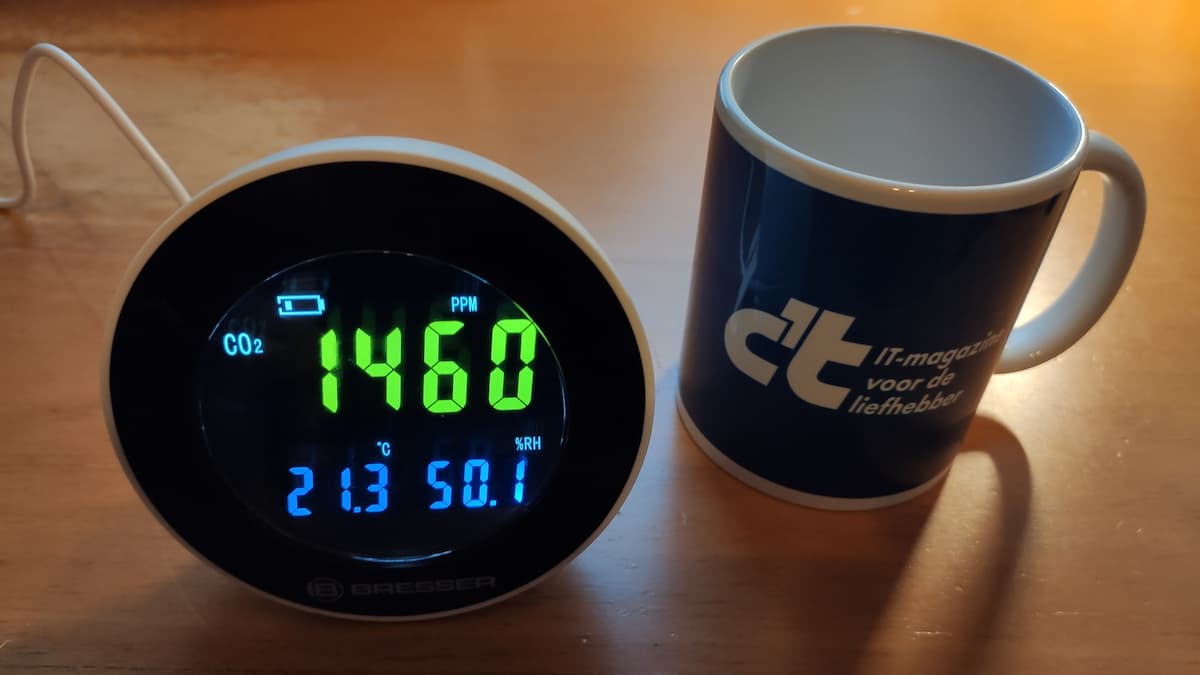 PPM
CO₂
1460
°C
%RH
21.3
50.1
BRESSER
c't
IT-magazine
voor de
liefhebber